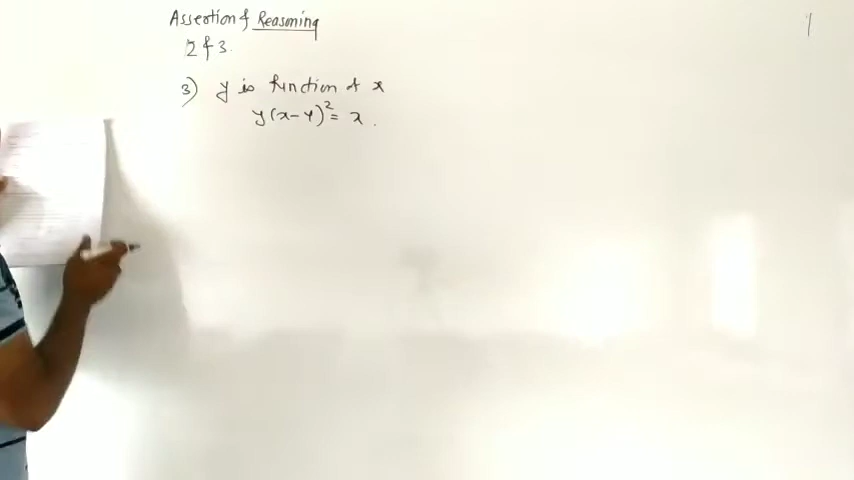 Assertion & Reasoning
2 & 3.
3) y is function of x
y(x-y)²= x.